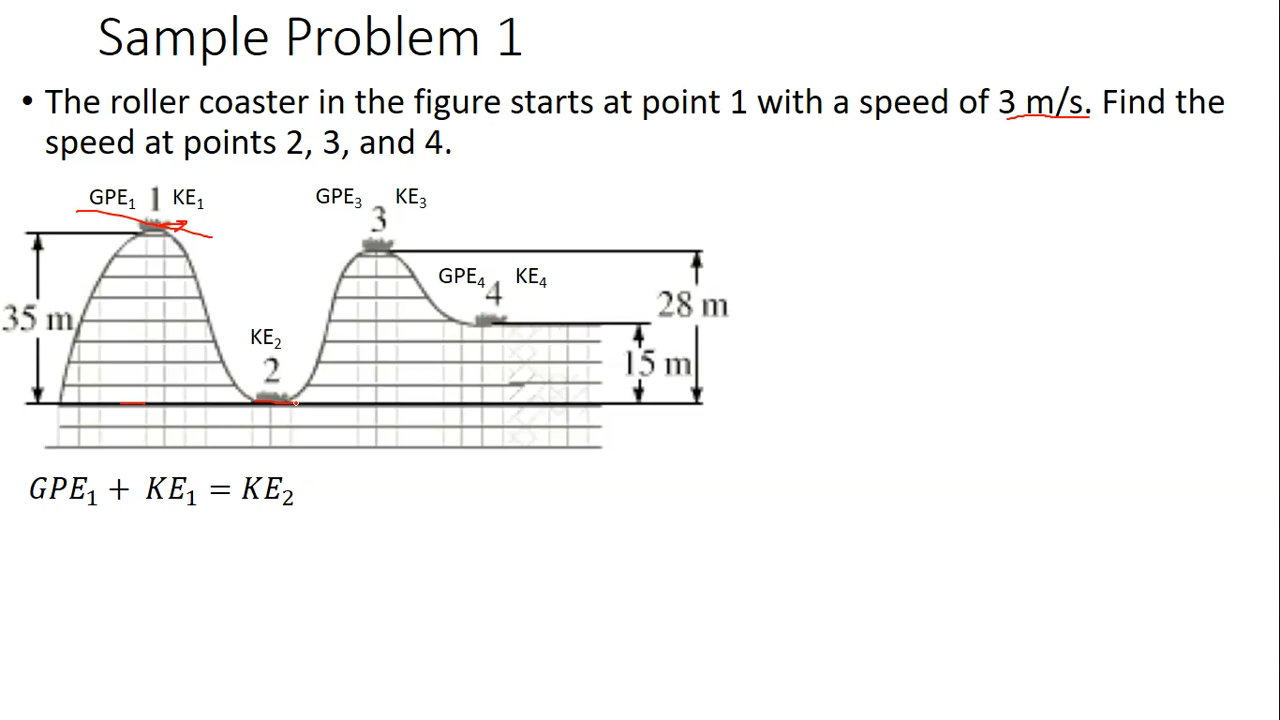 Sample Problem 1
• The roller coaster in the figure starts at point 1 with a speed of 3 m/s. Find the
speed at points 2, 3, and 4.
GPE₁ 1 KE₁
GPE₃ KE₃
3
GPE₄ KE₄
4
35 m
28 m
KE₂
2
15 m
GPE₁ + KE₁ = KE₂